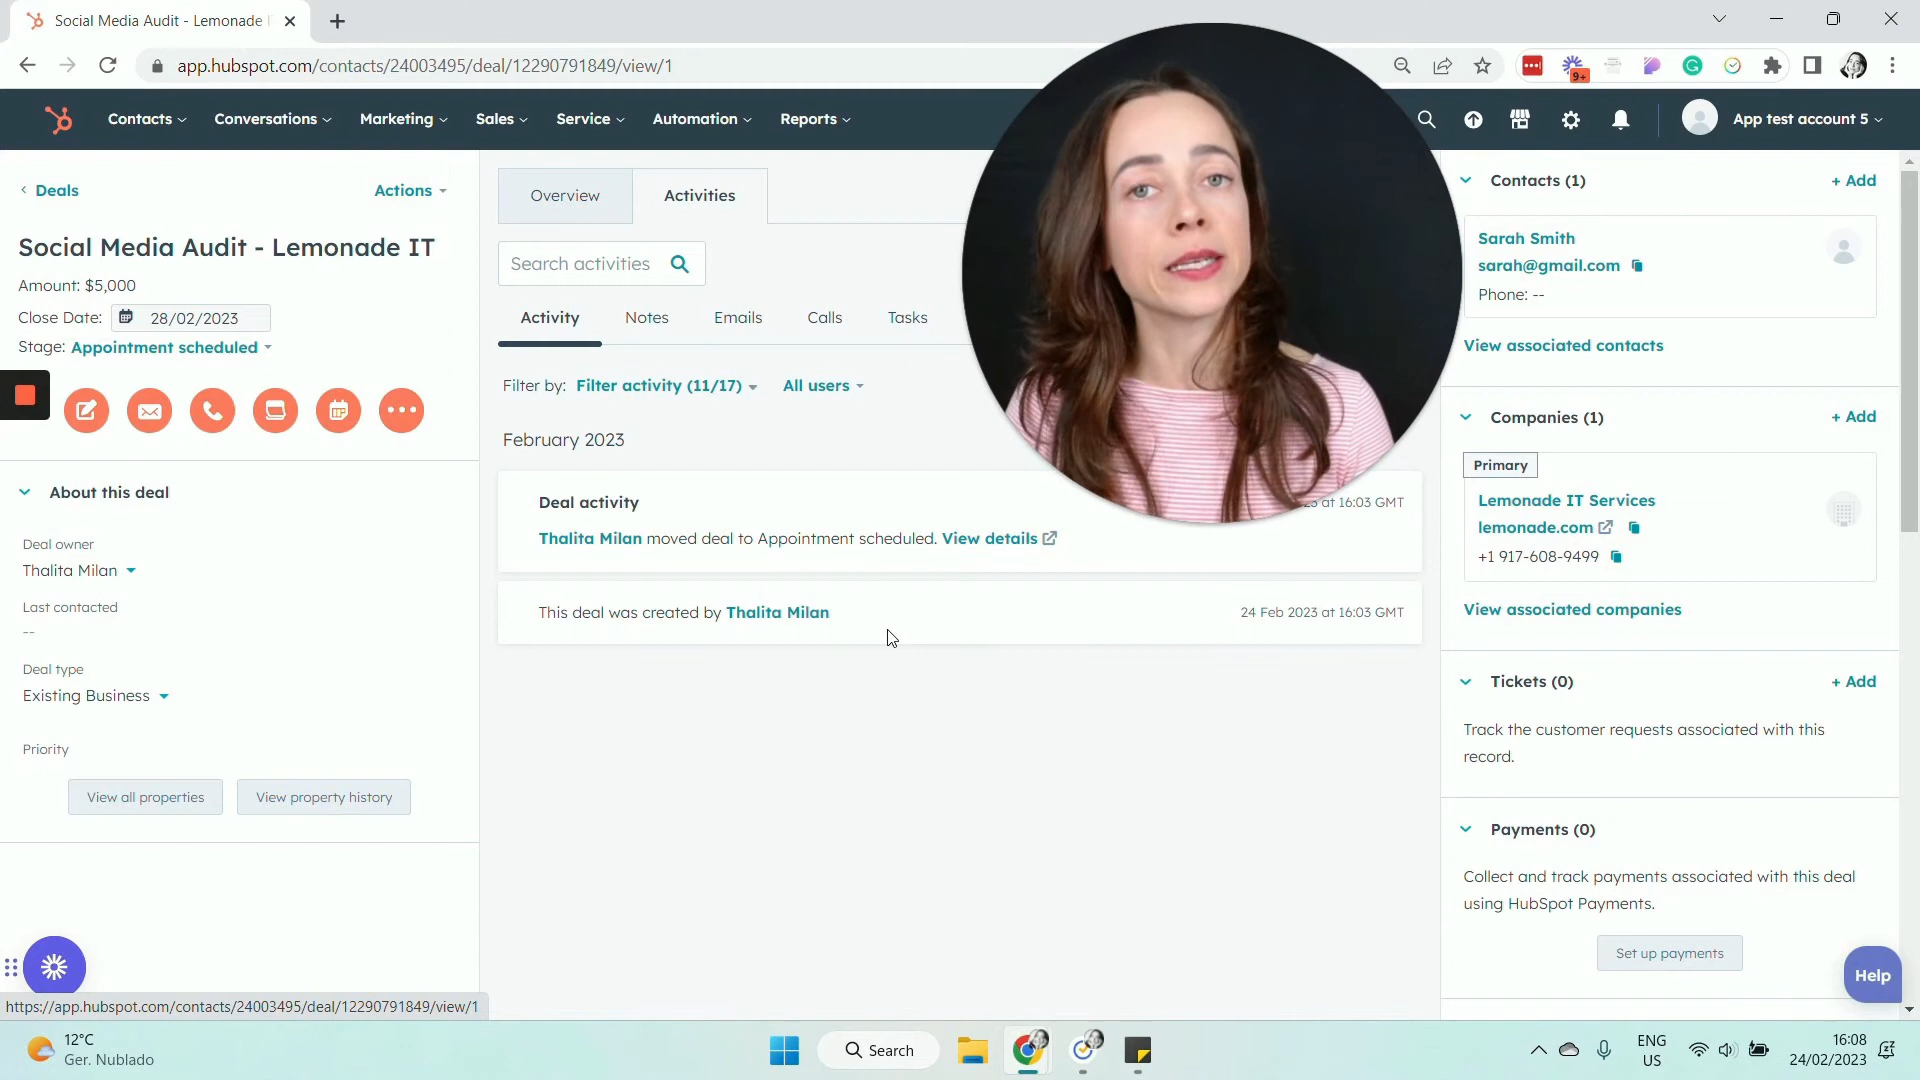 Social Media Audit - Lemonade
app.hubspot.com/contacts/24003495/deal/12290791849/view/1
9+
Contacts
Conversations
Marketing
Sales
Service
Automation
Reports
App test account 5
Deals
Actions
Social Media Audit - Lemonade IT
Amount: $5,000
Close Date: 28/02/2023
Stage: Appointment scheduled
About this deal
Deal owner
Thalita Milan
Last contacted
--
Deal type
Existing Business
Priority
View all properties
View property history
https://app.hubspot.com/contacts/24003495/deal/12290791849/view/1
Overview
Activities
Search activities
Activity
Notes
Emails
Calls
Tasks
Filter by: Filter activity (11/17) All users
February 2023
Deal activity
at 16:03 GMT
Thalita Milan moved deal to Appointment scheduled. View details
This deal was created by Thalita Milan
24 Feb 2023 at 16:03 GMT
Contacts (1)
+ Add
Sarah Smith
sarah@gmail.com
Phone: --
View associated contacts
Companies (1)
+ Add
Primary
Lemonade IT Services
lemonade.com
+1 917-608-9499
View associated companies
Tickets (0)
+ Add
Track the customer requests associated with this
record.
Payments (0)
Collect and track payments associated with this deal
using HubSpot Payments.
Set up payments
Help
12°C
Ger. Nublado
Search
ENG
US
16:08
24/02/2023